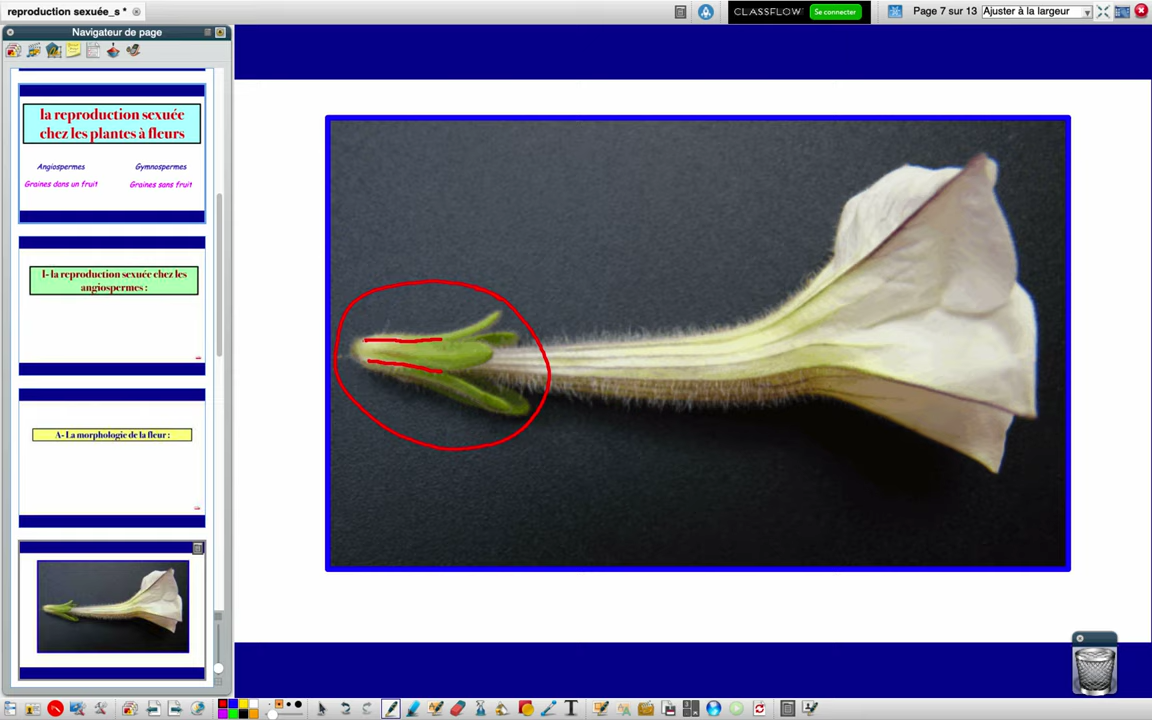 reproduction sexuée_s *
CLASSFLOW
Se connecter
Page 7 sur 13
Ajuster à la largeur
Navigateur de page
la reproduction sexuée
chez les plantes à fleurs
Angiospermes
Gymnospermes
Graines dans un fruit
Graines sans fruit
I- la reproduction sexuée chez les
angiospermes :
A- La morphologie de la fleur :